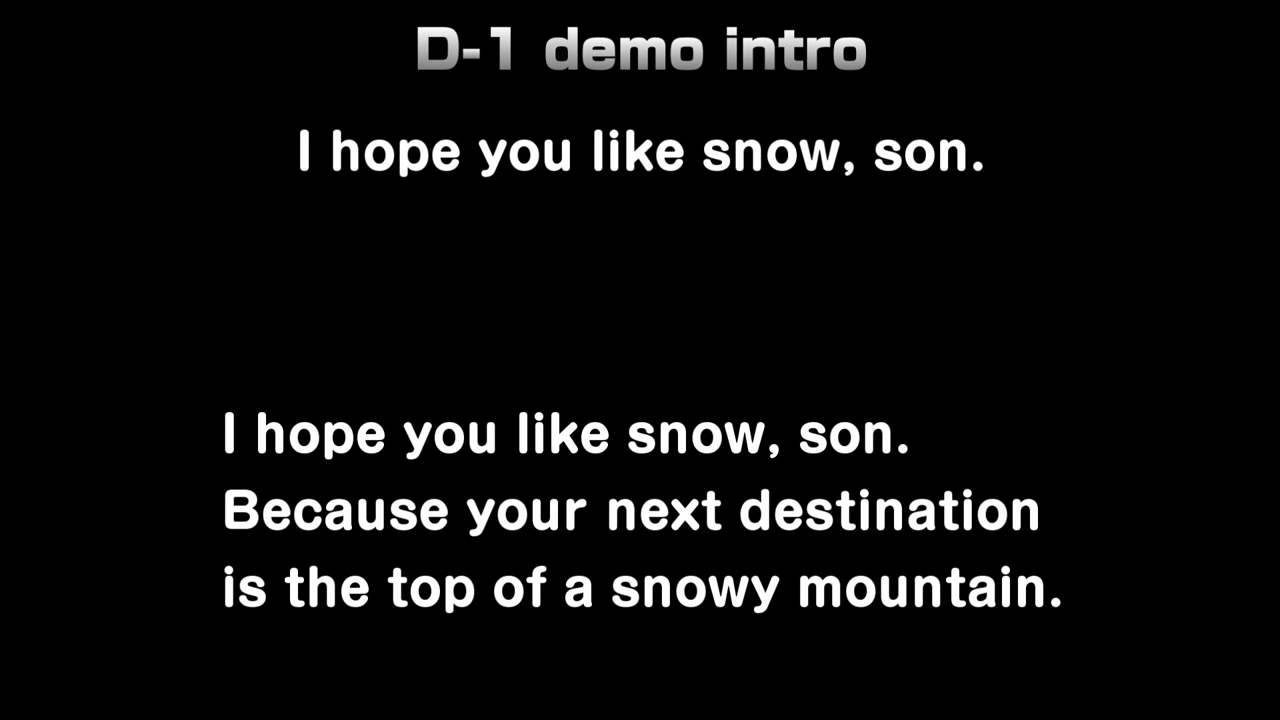 D-1 demo intro
I hope you like snow, son.
I hope you like snow, son.
Because your next destination
is the top of a snowy mountain.